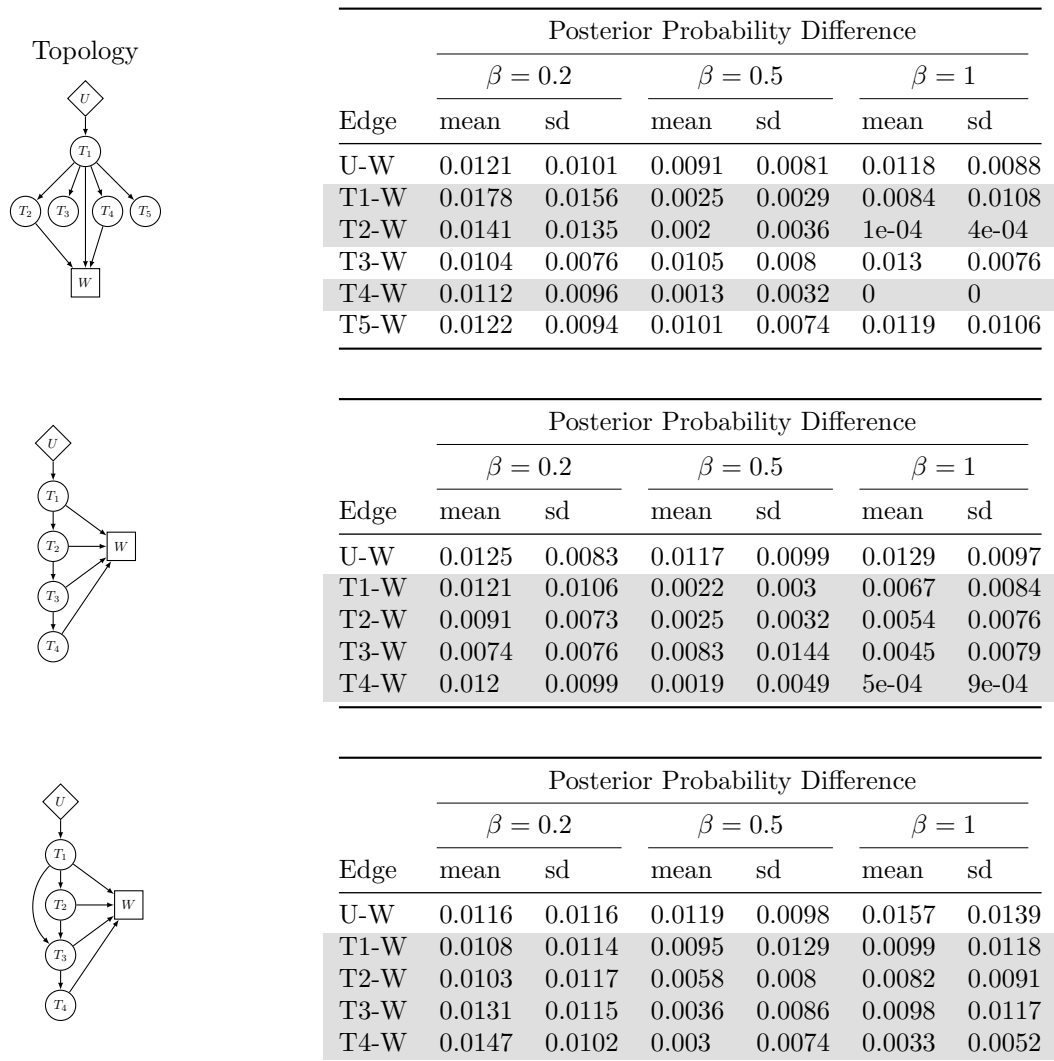 Topology
U
T1
T2 T3 T4 T5
W
Posterior Probability Difference
β = 0.2 β = 0.5 β = 1
Edge mean sd mean sd mean sd
U-W 0.0121 0.0101 0.0091 0.0081 0.0118 0.0088
T1-W 0.0178 0.0156 0.0025 0.0029 0.0084 0.0108
T2-W 0.0141 0.0135 0.002 0.0036 1e-04 4e-04
T3-W 0.0104 0.0076 0.0105 0.008 0.013 0.0076
T4-W 0.0112 0.0096 0.0013 0.0032 0 0
T5-W 0.0122 0.0094 0.0101 0.0074 0.0119 0.0106
U
T1
T2 W
T3
T4
Posterior Probability Difference
β = 0.2 β = 0.5 β = 1
Edge mean sd mean sd mean sd
U-W 0.0125 0.0083 0.0117 0.0099 0.0129 0.0097
T1-W 0.0121 0.0106 0.0022 0.003 0.0067 0.0084
T2-W 0.0091 0.0073 0.0025 0.0032 0.0054 0.0076
T3-W 0.0074 0.0076 0.0083 0.0144 0.0045 0.0079
T4-W 0.012 0.0099 0.0019 0.0049 5e-04 9e-04
U
T1
T2 W
T3
T4
Posterior Probability Difference
β = 0.2 β = 0.5 β = 1
Edge mean sd mean sd mean sd
U-W 0.0116 0.0116 0.0119 0.0098 0.0157 0.0139
T1-W 0.0108 0.0114 0.0095 0.0129 0.0099 0.0118
T2-W 0.0103 0.0117 0.0058 0.008 0.0082 0.0091
T3-W 0.0131 0.0115 0.0036 0.0086 0.0098 0.0117
T4-W 0.0147 0.0102 0.003 0.0074 0.0033 0.0052